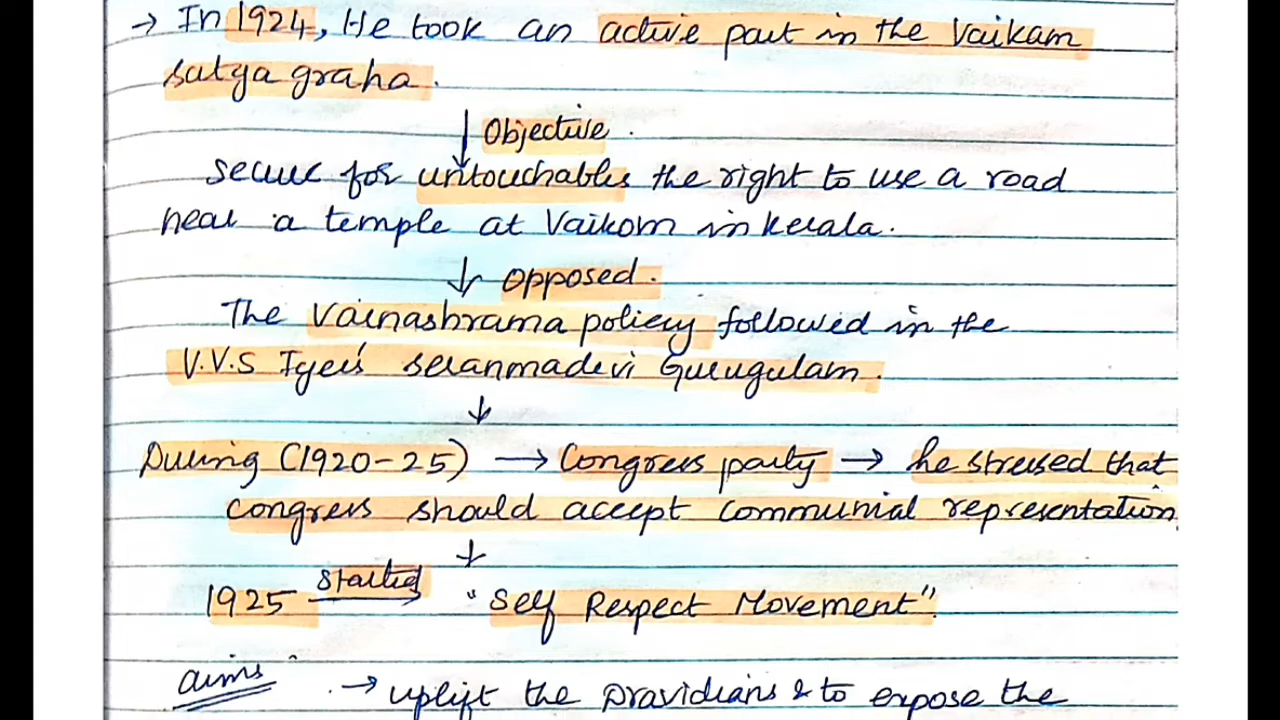 → In 1924, He took an active part in the Vaikam
satya graha.
↓ Objective.
secure for untouchables the right to use a road
near a temple at Vaikom in kerala.
↓ Opposed.
The Varnashrama policy followed in the
V.V.S Iyer's seranmadevi Gurugulam.
↓
During (1920-25) → Congress party → he stressed that
congress should accept communial representation
↓
1925 started → "Self Respect Movement".
aims → uplift the Dravidians & to expose the